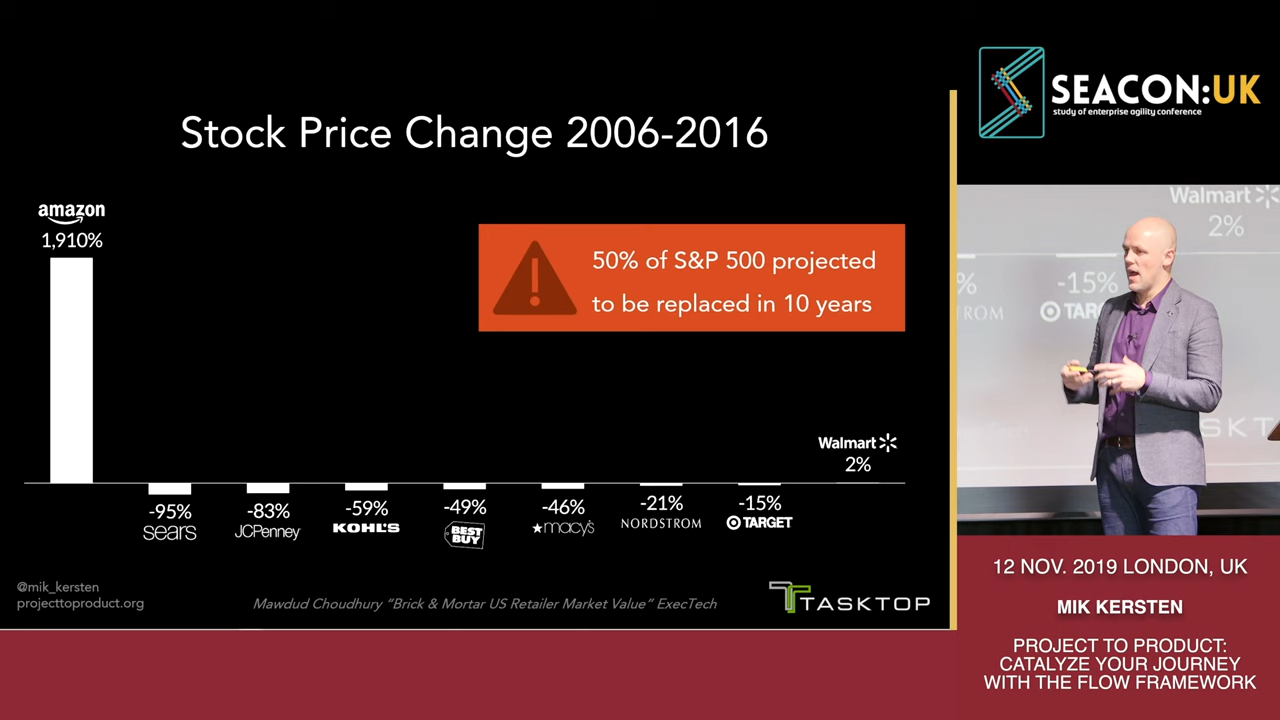 Stock Price Change 2006-2016
amazon
1,910%
50% of S&P 500 projected
to be replaced in 10 years
Walmart
2%
-95%
sears
-83%
JCPenney
-59%
KOHL'S
-49%
BEST
BUY
-46%
macy's
-21%
NORDSTROM
-15%
TARGET
@mik_kersten
projecttoproduct.org
Mawdud Choudhury "Brick & Mortar US Retailer Market Value" ExecTech
TASKTOP
SEACON:UK
study of enterprise agility conference
Walmart
2%
%
-15%
TROM
TAR
SKT
12 NOV. 2019 LONDON, UK
MIK KERSTEN
PROJECT TO PRODUCT:
CATALYZE YOUR JOURNEY
WITH THE FLOW FRAMEWORK